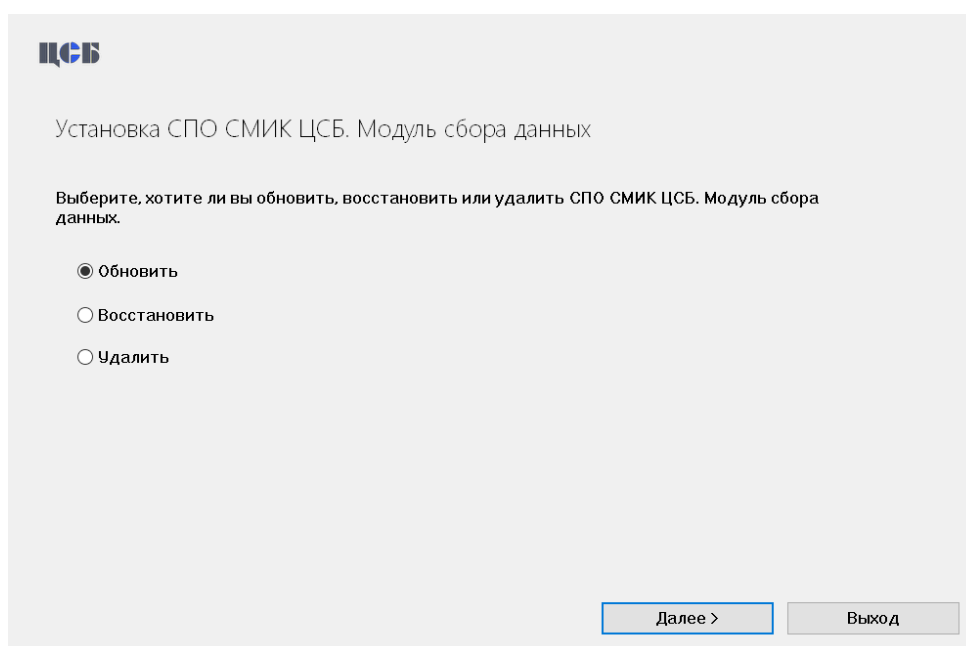 ЦСБ
Установка СПО СМИК ЦСБ. Модуль сбора данных
Выберите, хотите ли вы обновить, восстановить или удалить СПО СМИК ЦСБ. Модуль сбора
данных.
Обновить
Восстановить
Удалить
Далее >
Выход